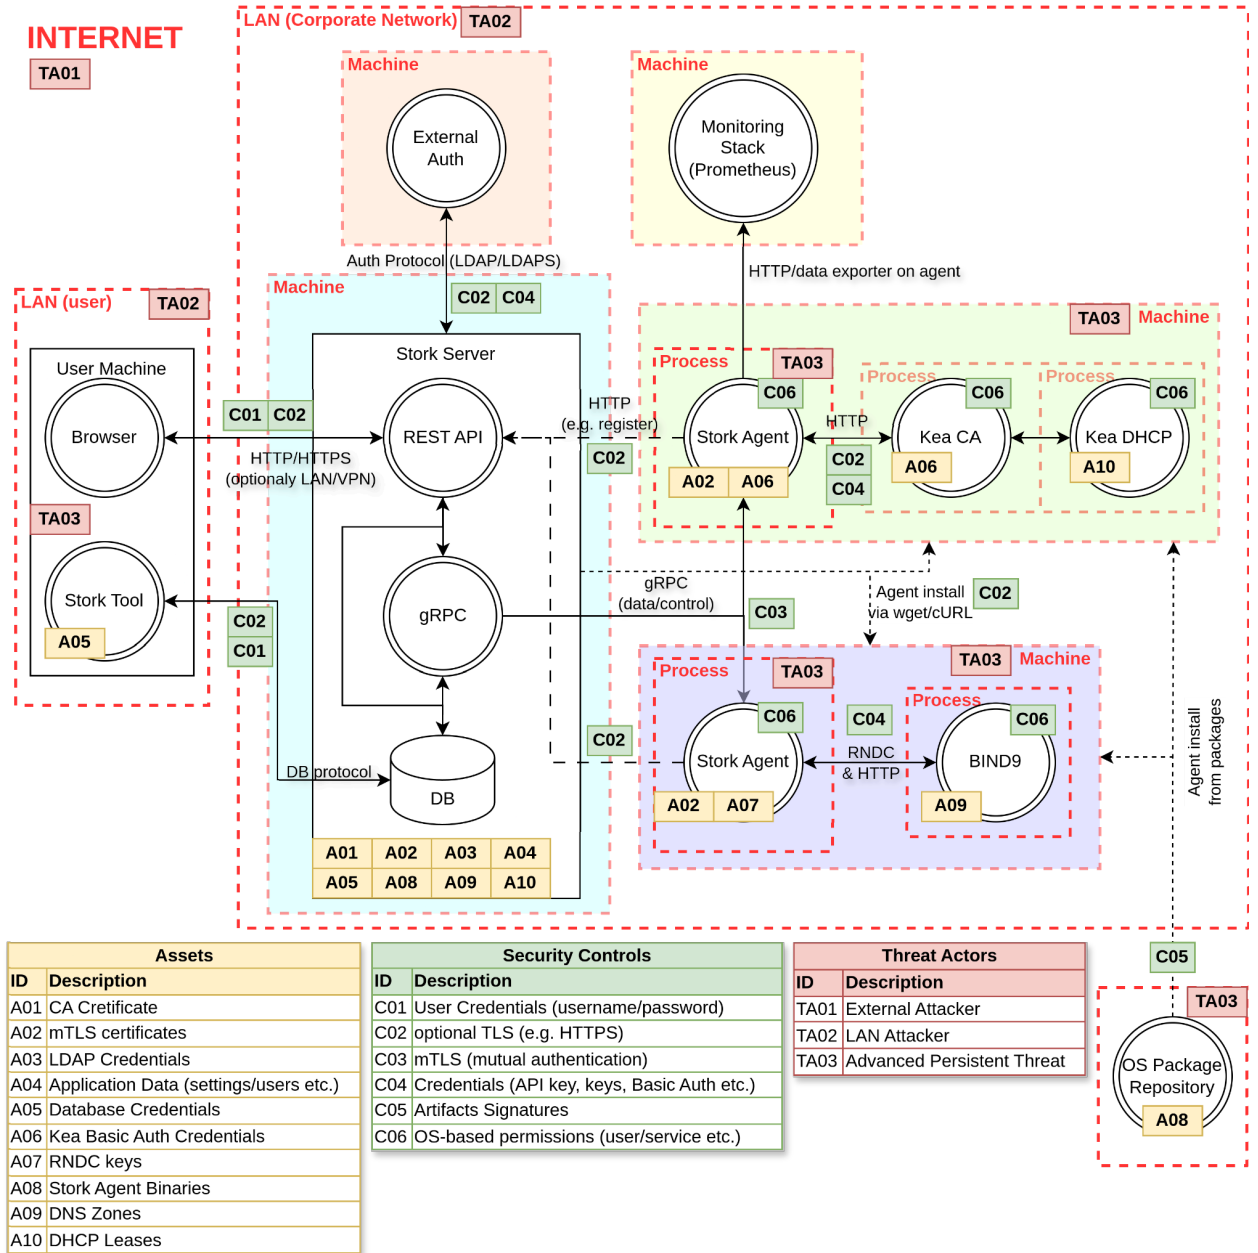 INTERNET
TA01
LAN (Corporate Network)
TA02
Machine
External
Auth
Machine
Monitoring
Stack
(Prometheus)
Auth Protocol (LDAP/LDAPS)
HTTP/data exporter on agent
LAN (user)
TA02
User Machine
Browser
TA03
Stork Tool
A05
C01
C02
HTTP/HTTPS
(optionaly LAN/VPN)
C02
C01
DB protocol
Machine
C02
C04
Stork Server
REST API
gRPC
DB
A01
A02
A03
A04
A05
A08
A09
A10
HTTP
(e.g. register)
C02
gRPC
(data/control)
C03
C02
TA03
Machine
Process
TA03
C06
Stork Agent
A02
A06
HTTP
C02
C04
Process
C06
Kea CA
A06
Process
C06
Kea DHCP
A10
Agent install
via wget/cURL
C02
TA03
Machine
Process
TA03
C06
Stork Agent
A02
A07
C04
RNDC
& HTTP
Process
C06
BIND9
A09
Agent install
from packages
C05
TA03
OS Package
Repository
A08
Assets
ID Description
A01 CA Cretificate
A02 mTLS certificates
A03 LDAP Credentials
A04 Application Data (settings/users etc.)
A05 Database Credentials
A06 Kea Basic Auth Credentials
A07 RNDC keys
A08 Stork Agent Binaries
A09 DNS Zones
A10 DHCP Leases
Security Controls
ID Description
C01 User Credentials (username/password)
C02 optional TLS (e.g. HTTPS)
C03 mTLS (mutual authentication)
C04 Credentials (API key, keys, Basic Auth etc.)
C05 Artifacts Signatures
C06 OS-based permissions (user/service etc.)
Threat Actors
ID Description
TA01 External Attacker
TA02 LAN Attacker
TA03 Advanced Persistent Threat